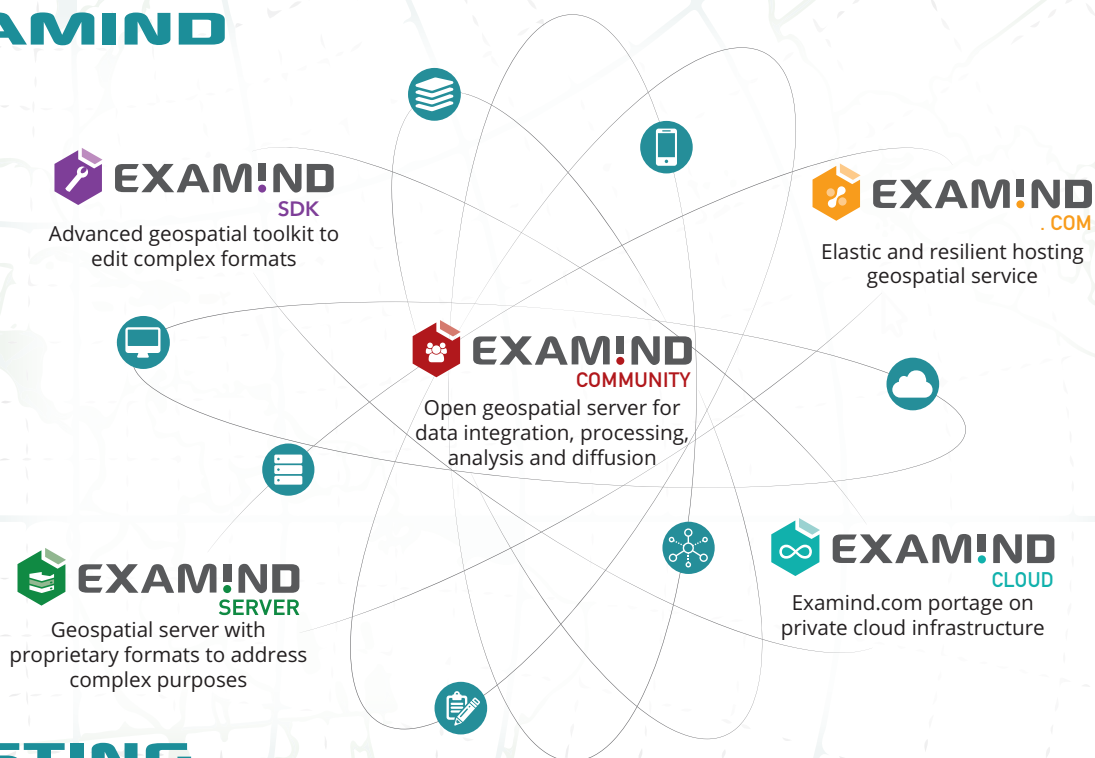 AMIND
EXAM!ND
SDK
Advanced geospatial toolkit to
edit complex formats
EXAM!ND
. COM
Elastic and resilient hosting
geospatial service
EXAM!ND
COMMUNITY
Open geospatial server for
data integration, processing,
analysis and diffusion
EXAM!ND
SERVER
Geospatial server with
proprietary formats to address
complex purposes
EXAM!ND
CLOUD
Examind.com portage on
private cloud infrastructure